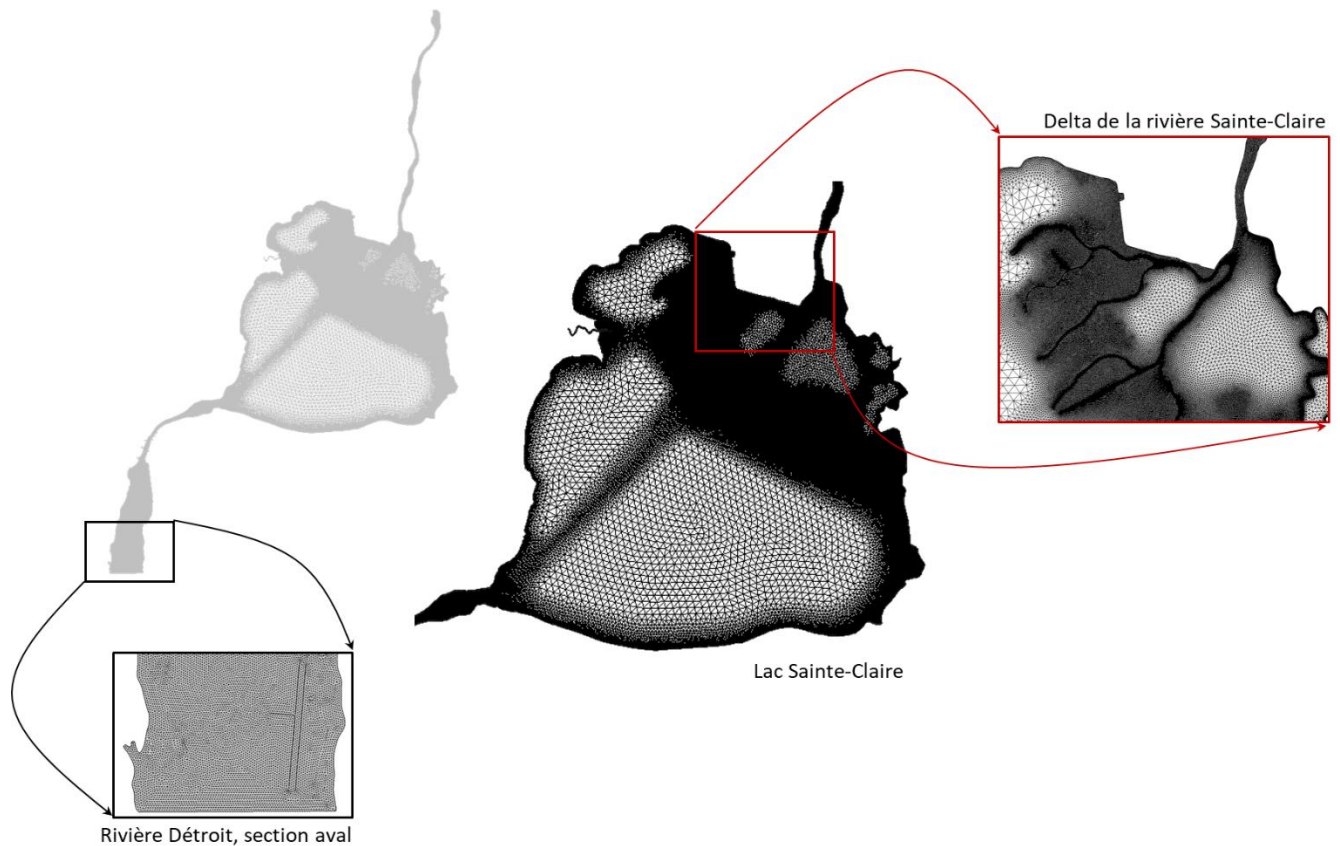 Delta de la rivière Sainte-Claire
Lac Sainte-Claire
Rivière Détroit, section aval